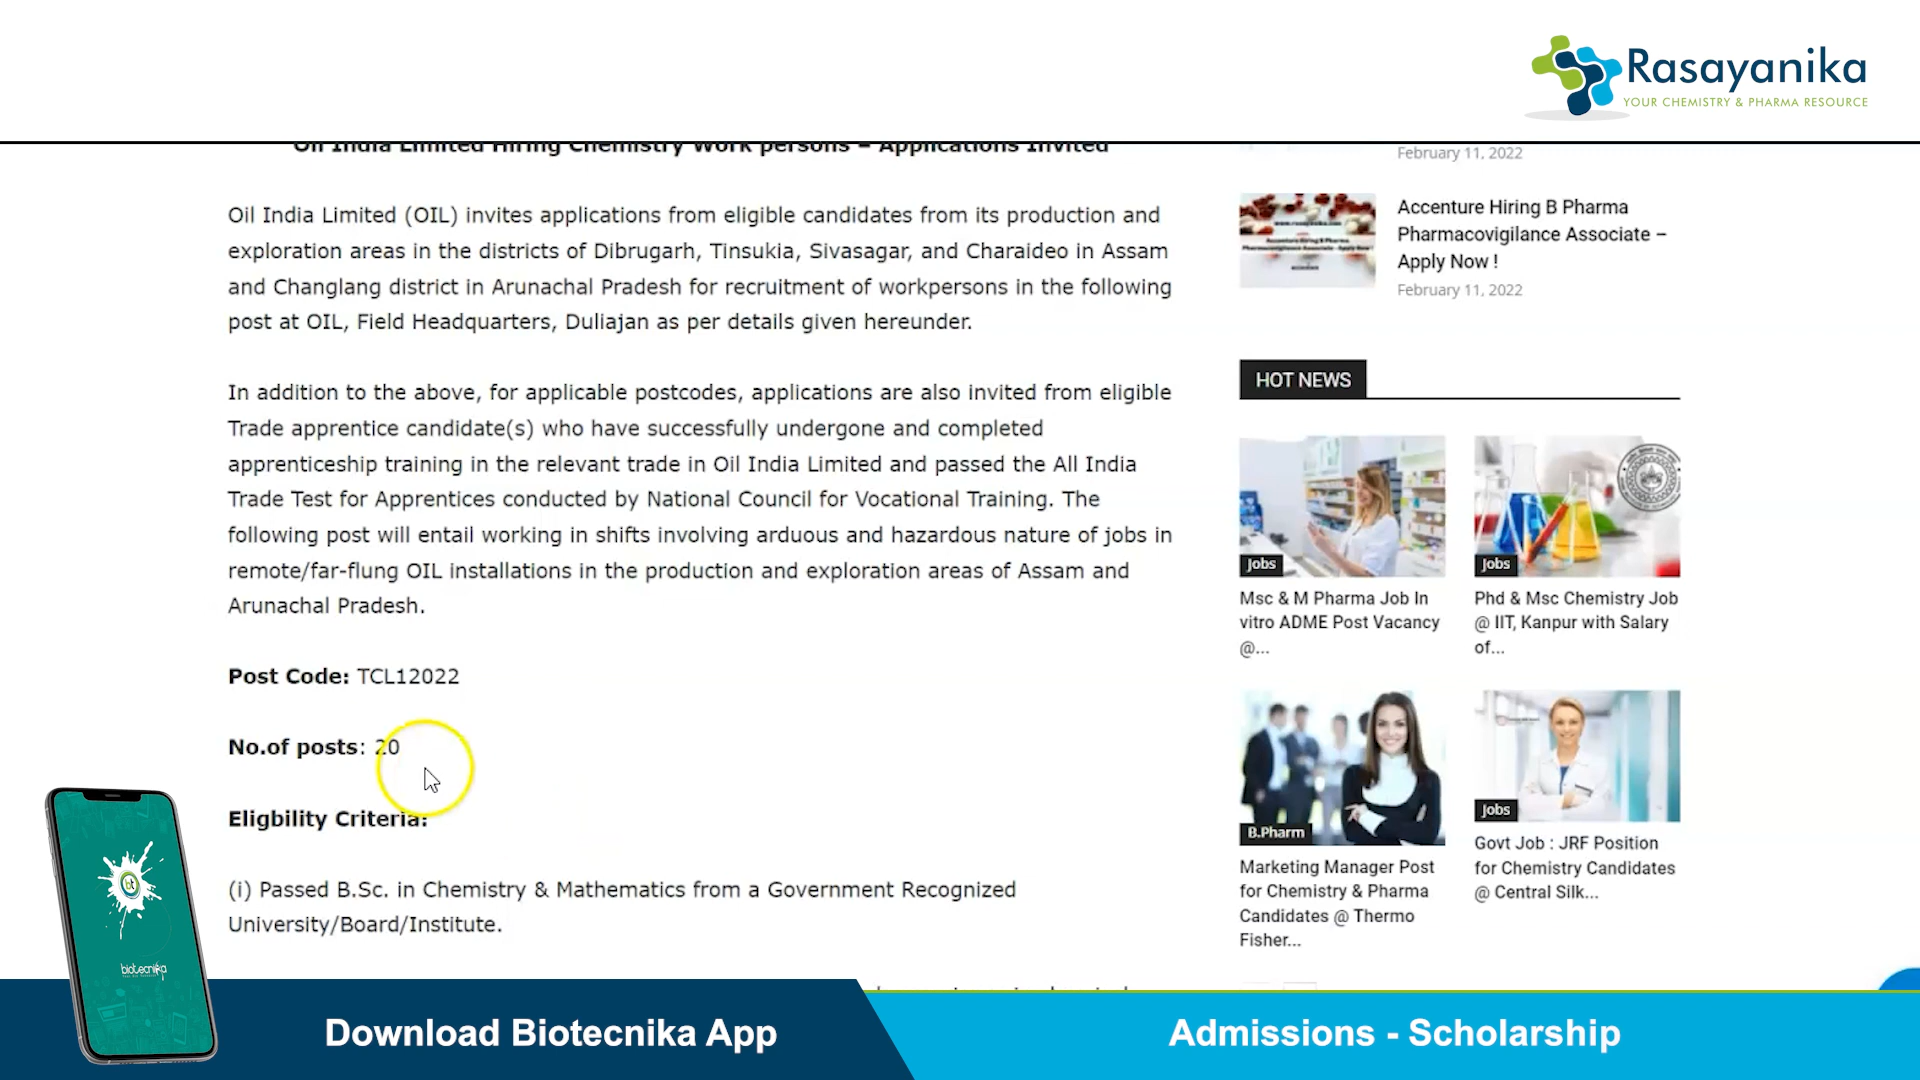 Rasayanika
YOUR CHEMISTRY & PHARMA RESOURCE
Oil India Limited Hiring Chemistry Work persons – Applications Invited
Oil India Limited (OIL) invites applications from eligible candidates from its production and
exploration areas in the districts of Dibrugarh, Tinsukia, Sivasagar, and Charaideo in Assam
and Changlang district in Arunachal Pradesh for recruitment of workpersons in the following
post at OIL, Field Headquarters, Duliajan as per details given hereunder.
In addition to the above, for applicable postcodes, applications are also invited from eligible
Trade apprentice candidate(s) who have successfully undergone and completed
apprenticeship training in the relevant trade in Oil India Limited and passed the All India
Trade Test for Apprentices conducted by National Council for Vocational Training. The
following post will entail working in shifts involving arduous and hazardous nature of jobs in
remote/far-flung OIL installations in the production and exploration areas of Assam and
Arunachal Pradesh.
Post Code: TCL12022
No.of posts: 20
Eligbility Criteria:
(i) Passed B.Sc. in Chemistry & Mathematics from a Government Recognized
University/Board/Institute.
February 11, 2022
Accenture Hiring B Pharma
Pharmacovigilance Associate –
Apply Now !
February 11, 2022
HOT NEWS
Jobs
Msc & M Pharma Job In
vitro ADME Post Vacancy
@...
Jobs
Phd & Msc Chemistry Job
@ IIT, Kanpur with Salary
of...
B.Pharm
Marketing Manager Post
for Chemistry & Pharma
Candidates @ Thermo
Fisher...
Jobs
Govt Job : JRF Position
for Chemistry Candidates
@ Central Silk...
bt
biotecnika
Download Biotecnika App
Admissions - Scholarship